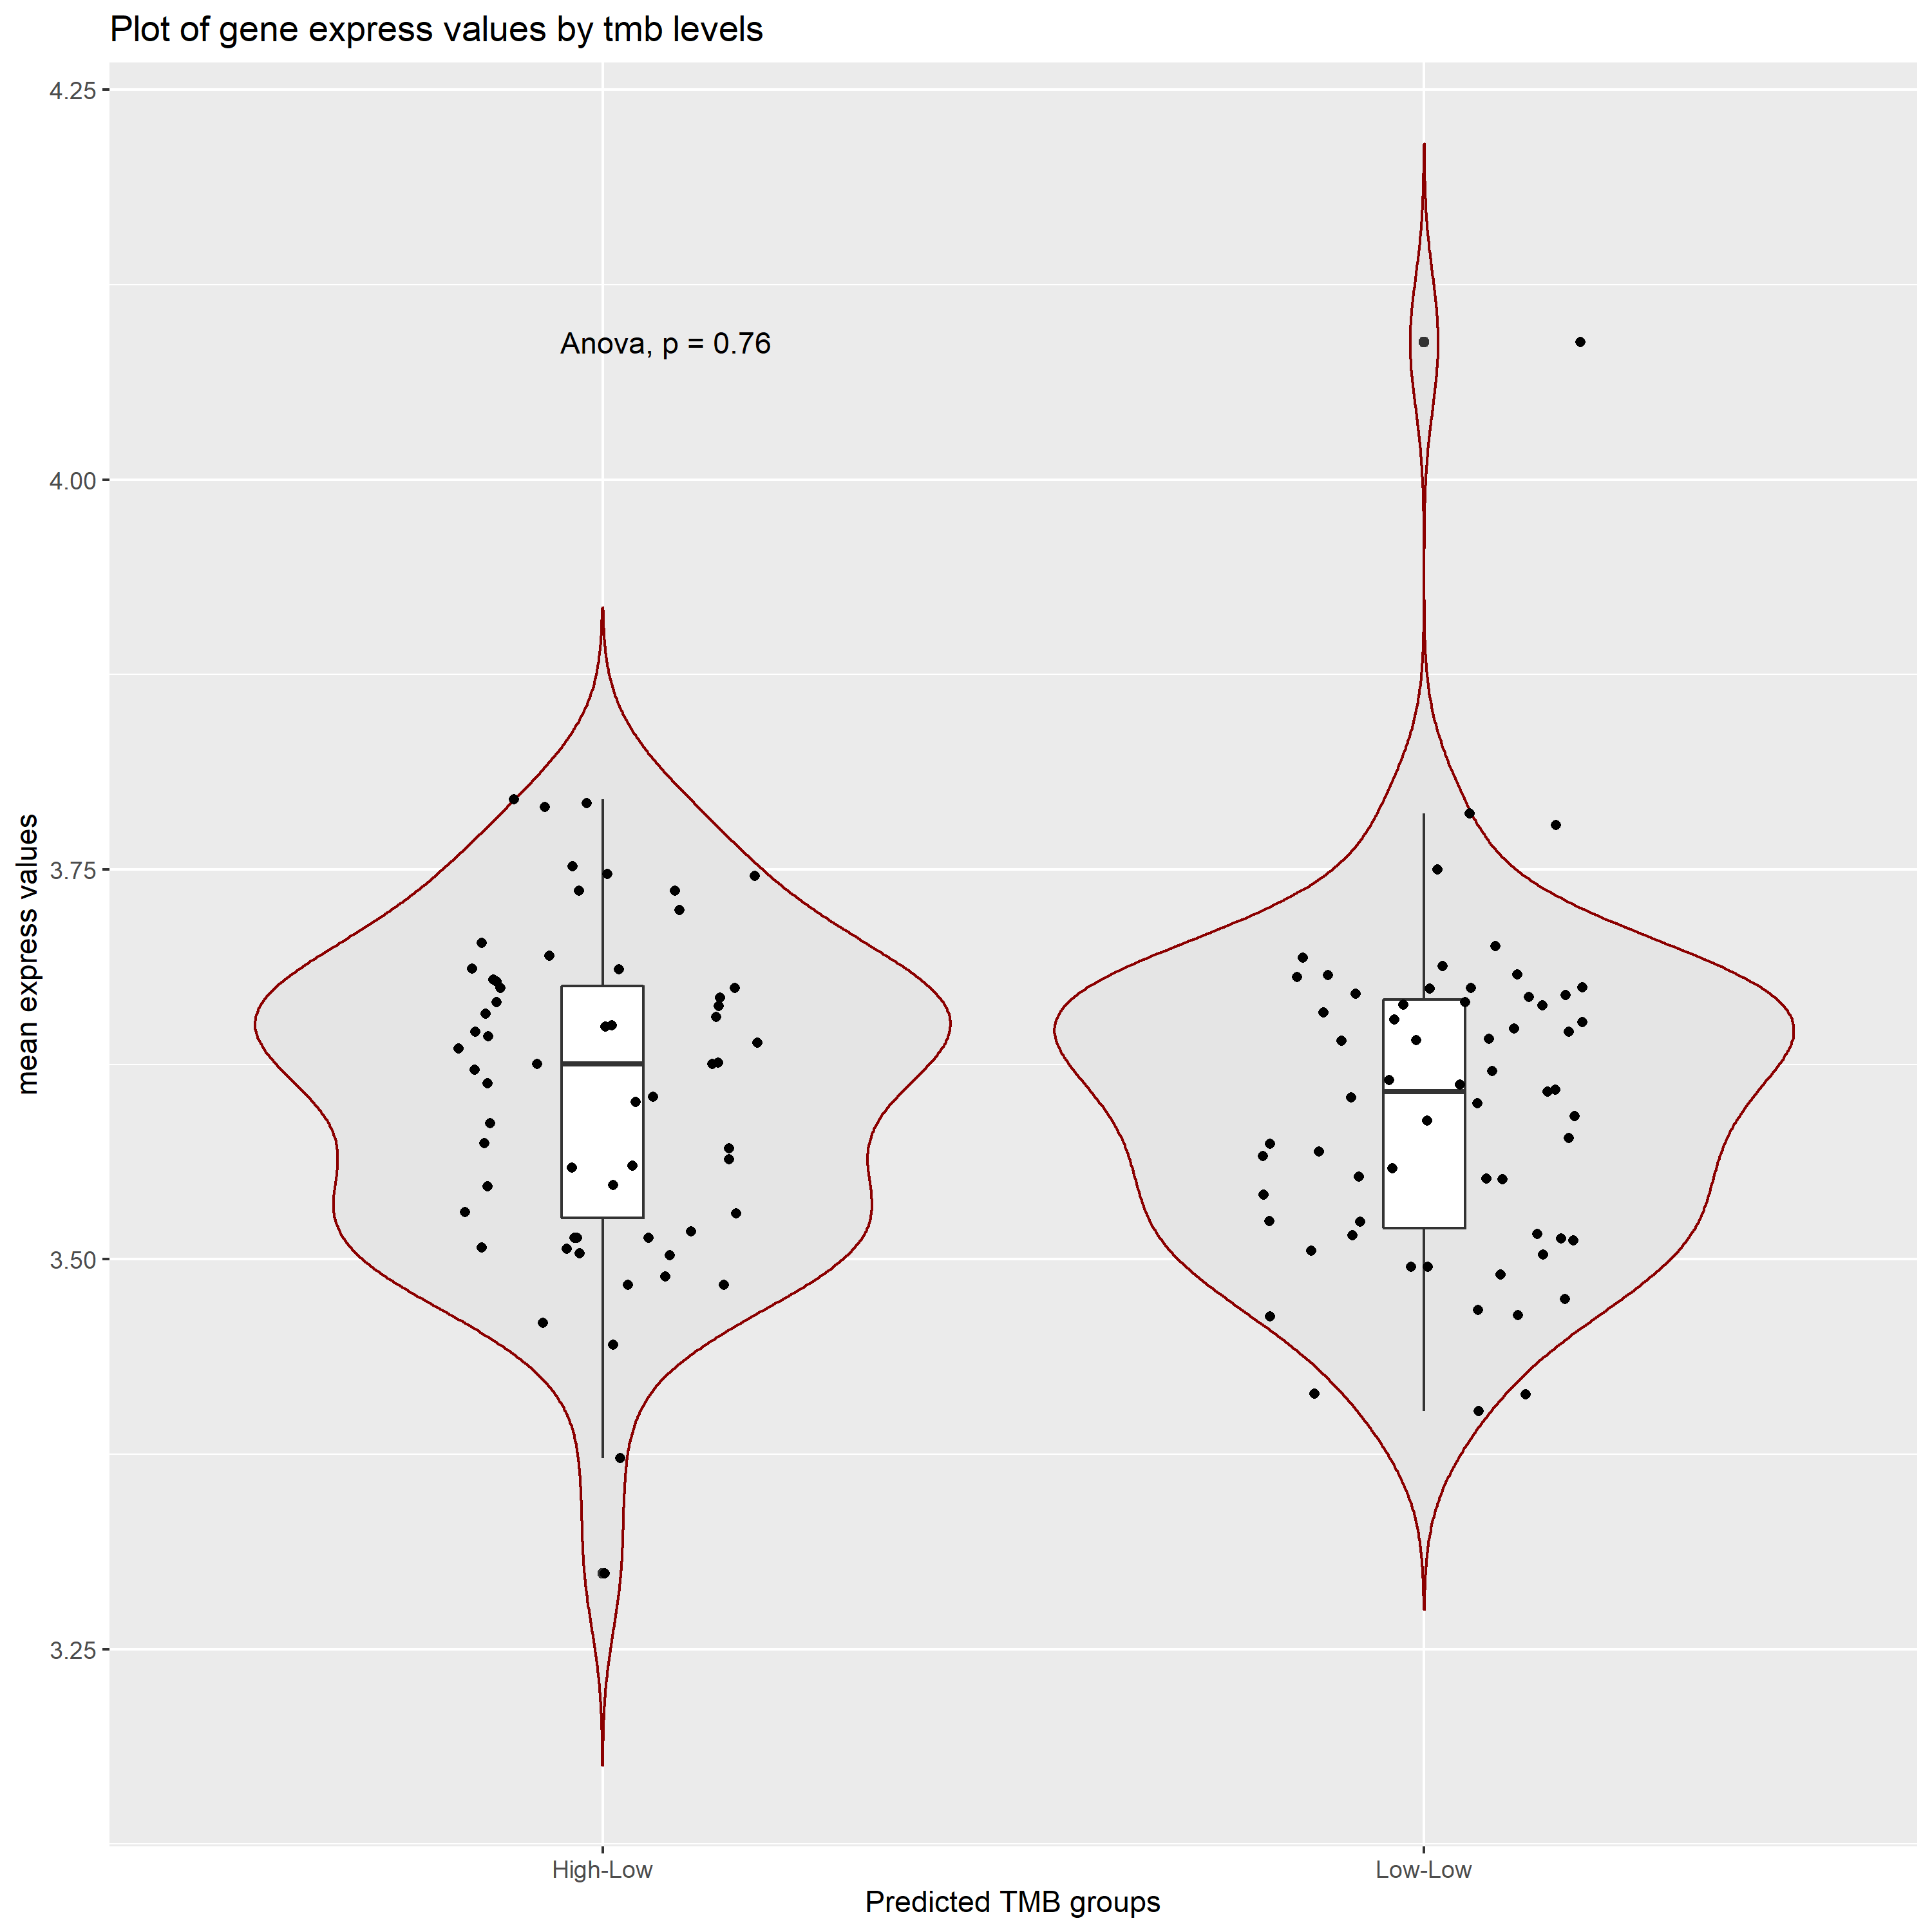 Plot of gene express values by tmb levels
4.25
Anova, p = 0.76
4.00
3.75
mean express values
3.50
3.25
High-Low
Low-Low
Predicted TMB groups